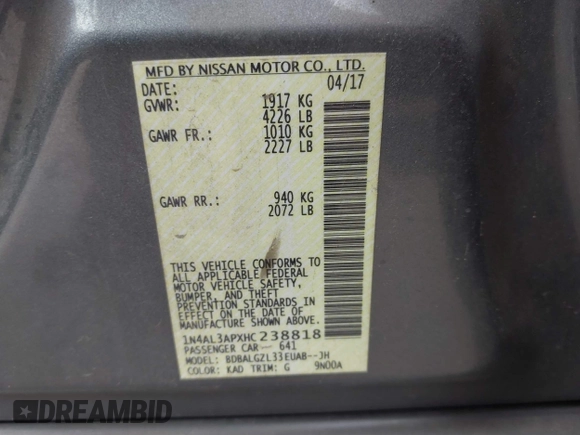 MFD BY NISSAN MOTOR CO., LTD.
DATE: 04/17
GVWR: 1917 KG
4226 LB
GAWR FR.: 1010 KG
2227 LB
GAWR RR.: 940 KG
2072 LB
THIS VEHICLE CONFORMS TO
ALL APPLICABLE FEDERAL
MOTOR VEHICLE SAFETY,
BUMPER, AND THEFT
PREVENTION STANDARDS IN
EFFECT ON THE DATE OF
MANUFACTURE SHOWN ABOVE.
1N4AL3APXHC238818
PASSENGER CAR-- 641
MODEL: BDBALGZL33EUAB--JH
COLOR: KAD TRIM: G 9N00A
DREAMBID